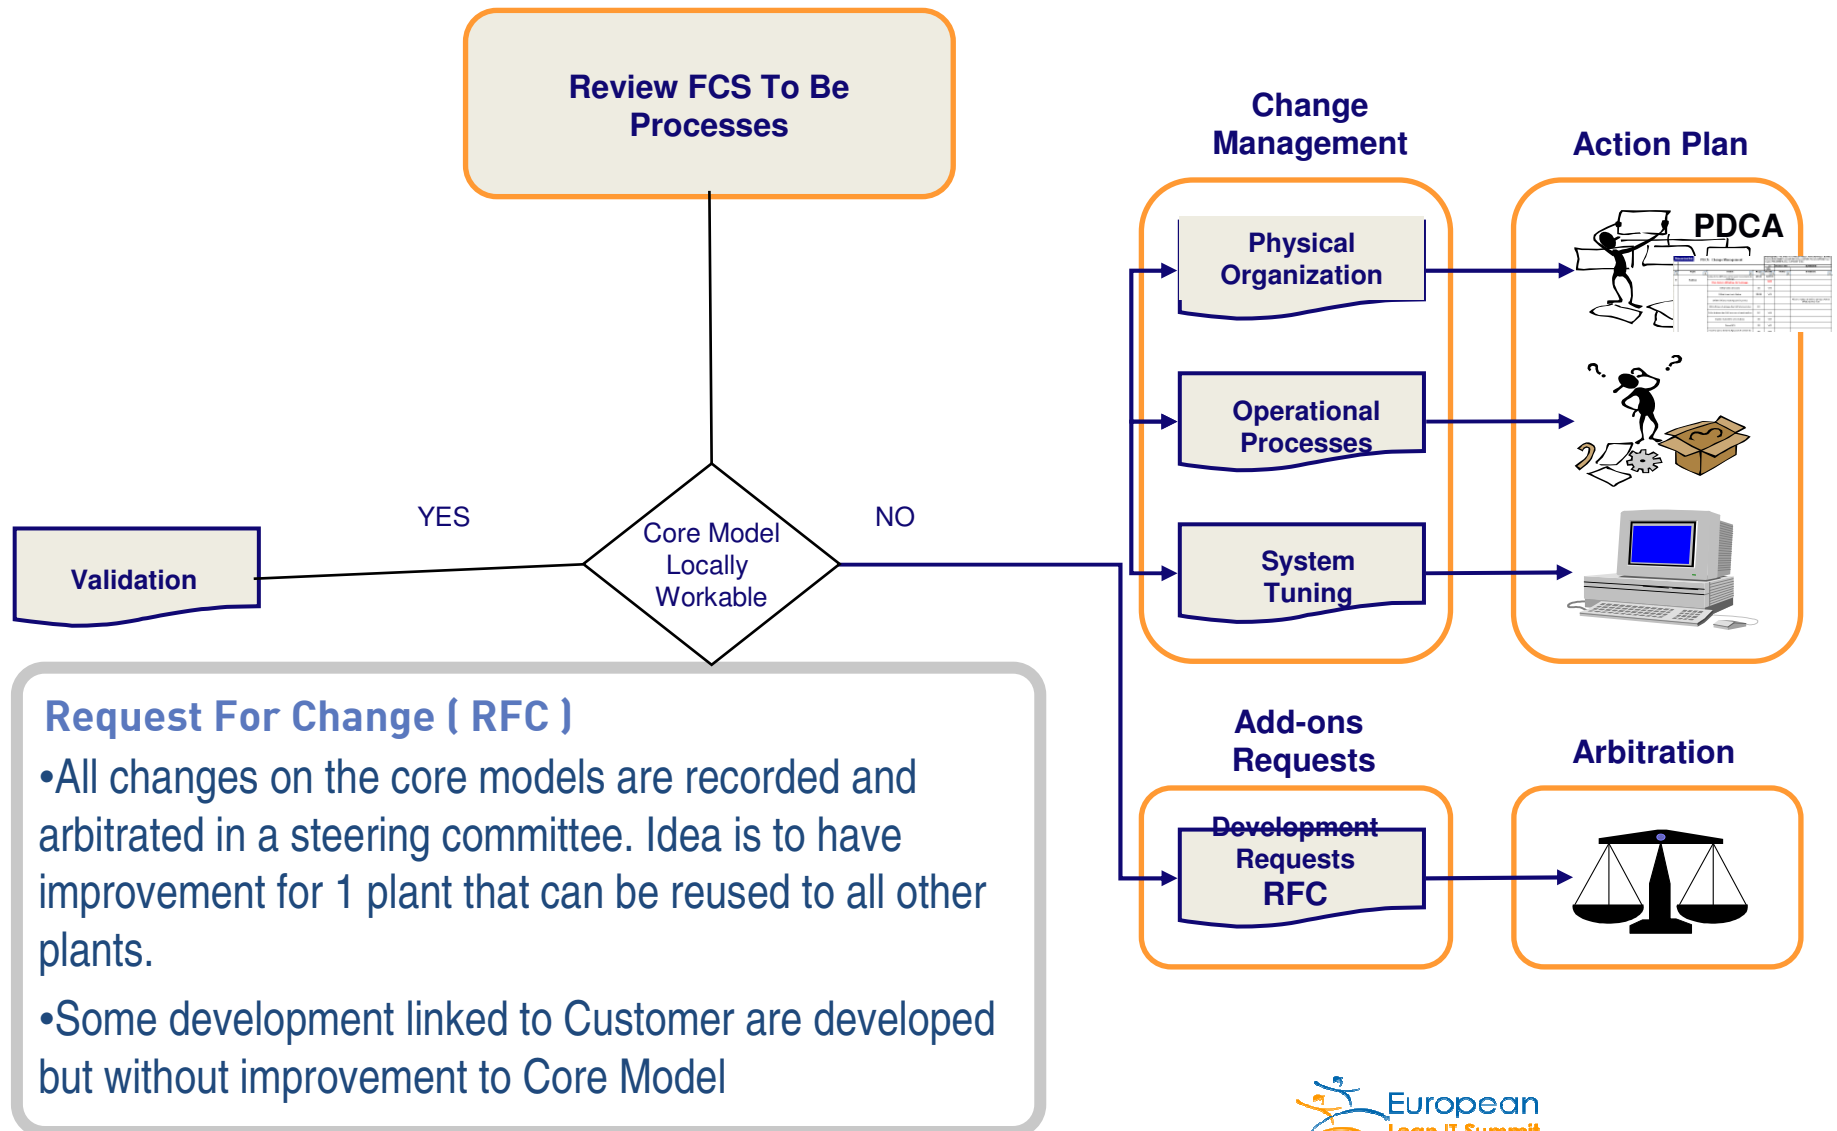 Review FCS To Be
Processes
Change
Management
Action Plan
Physical
Organization
PDCA
Operational
Processes
System
Tuning
YES
NO
Core Model
Locally
Workable
Validation
Request For Change ( RFC )
•All changes on the core models are recorded and
arbitrated in a steering committee. Idea is to have
improvement for 1 plant that can be reused to all other
plants.
•Some development linked to Customer are developed
but without improvement to Core Model
Add-ons
Requests
Arbitration
Development
Requests
RFC
European
Lean IT Summit